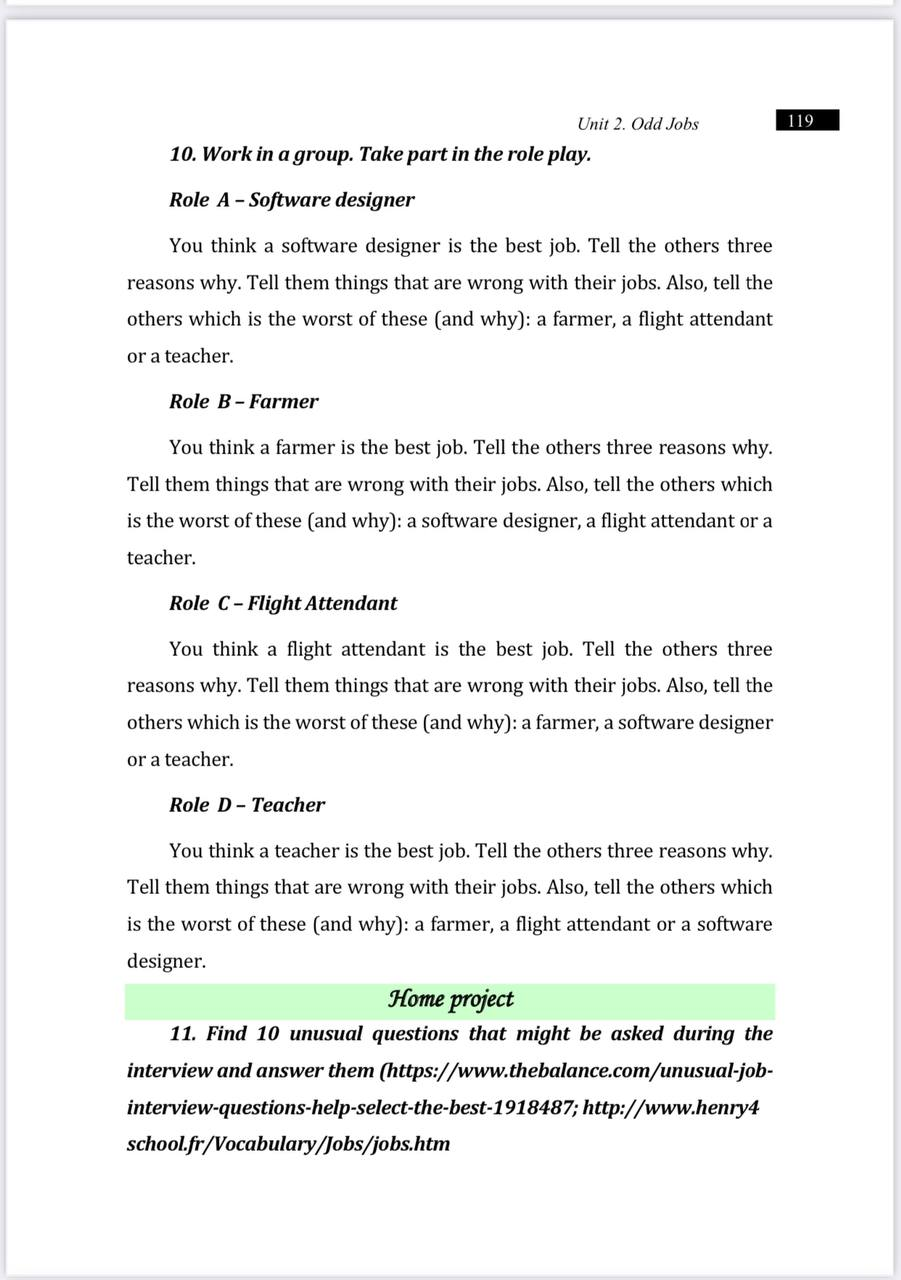 Unit 2. Odd Jobs 119
10. Work in a group. Take part in the role play.
Role A – Software designer
You think a software designer is the best job. Tell the others three
reasons why. Tell them things that are wrong with their jobs. Also, tell the
others which is the worst of these (and why): a farmer, a flight attendant
or a teacher.
Role B – Farmer
You think a farmer is the best job. Tell the others three reasons why.
Tell them things that are wrong with their jobs. Also, tell the others which
is the worst of these (and why): a software designer, a flight attendant or a
teacher.
Role C – Flight Attendant
You think a flight attendant is the best job. Tell the others three
reasons why. Tell them things that are wrong with their jobs. Also, tell the
others which is the worst of these (and why): a farmer, a software designer
or a teacher.
Role D – Teacher
You think a teacher is the best job. Tell the others three reasons why.
Tell them things that are wrong with their jobs. Also, tell the others which
is the worst of these (and why): a farmer, a flight attendant or a software
designer.
Home project
11. Find 10 unusual questions that might be asked during the
interview and answer them (https://www.thebalance.com/unusual-job-
interview-questions-help-select-the-best-1918487; http://www.henry4
school.fr/Vocabulary/Jobs/jobs.htm